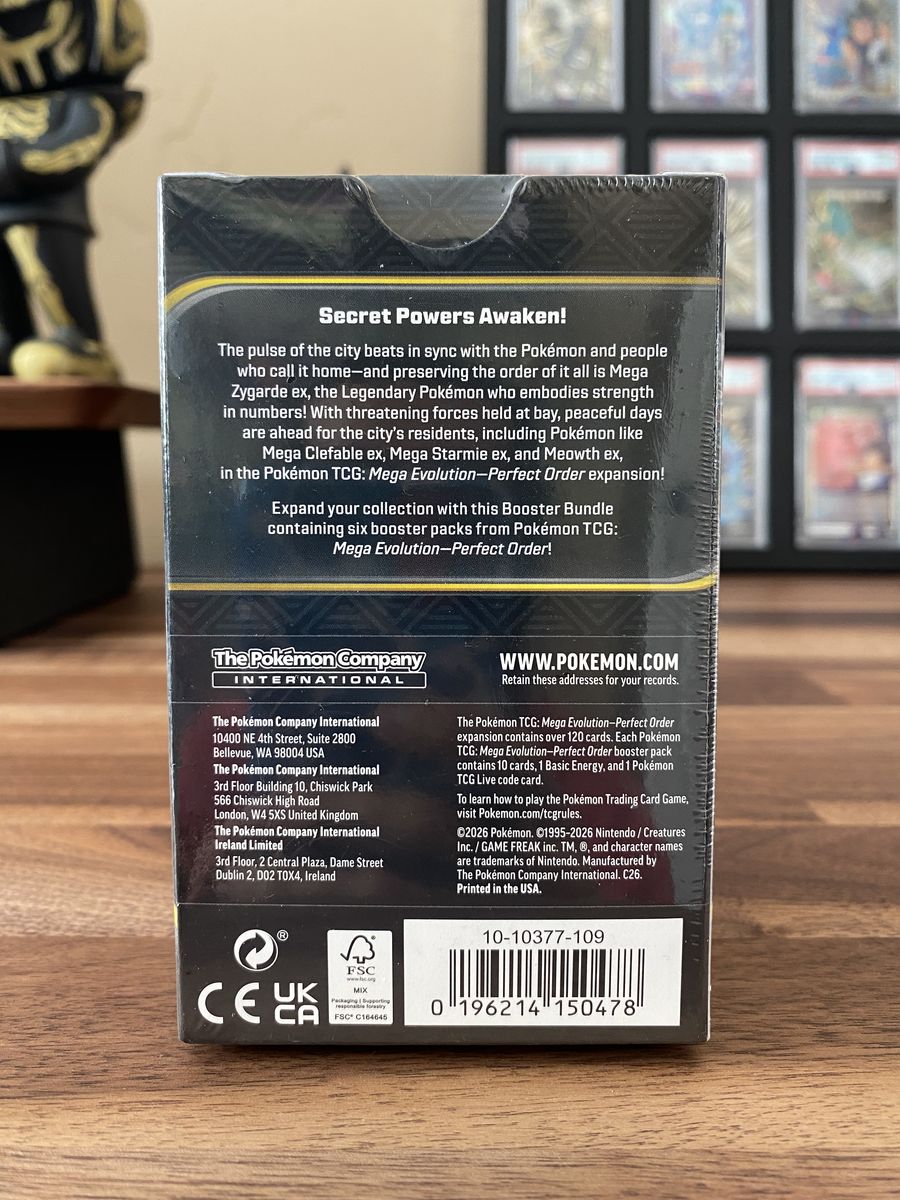 Secret Powers Awaken!
The pulse of the city beats in sync with the Pokémon and people
who call it home—and preserving the order of it all is Mega
Zygarde ex, the Legendary Pokémon who embodies strength
in numbers! With threatening forces held at bay, peaceful days
are ahead for the city's residents, including Pokémon like
Mega Clefable ex, Mega Starmie ex, and Meowth ex,
in the Pokémon TCG: Mega Evolution—Perfect Order expansion!
Expand your collection with this Booster Bundle
containing six booster packs from Pokémon TCG:
Mega Evolution—Perfect Order!
The Pokémon Company
INTERNATIONAL
WWW.POKEMON.COM
Retain these addresses for your records.
The Pokémon Company International
10400 NE 4th Street, Suite 2800
Bellevue, WA 98004 USA
The Pokémon Company International
3rd Floor Building 10, Chiswick Park
566 Chiswick High Road
London, W4 5XS United Kingdom
The Pokémon Company International
Ireland Limited
3rd Floor, 2 Central Plaza, Dame Street
Dublin 2, D02 T0X4, Ireland
The Pokémon TCG: Mega Evolution—Perfect Order
expansion contains over 120 cards. Each Pokémon
TCG: Mega Evolution—Perfect Order booster pack
contains 10 cards, 1 Basic Energy, and 1 Pokémon
TCG Live code card.
To learn how to play the Pokémon Trading Card Game,
visit Pokemon.com/tcgrules.
©2026 Pokémon. ©1995-2026 Nintendo / Creatures
Inc. / GAME FREAK inc. TM, ®, and character names
are trademarks of Nintendo. Manufactured by
The Pokémon Company International. C26.
Printed in the USA.
®
CE
UK
CA
FSC
www.fsc.org
MIX
Packaging | Supporting
responsible forestry
FSC® C164645
10-10377-109
0 196214 150478